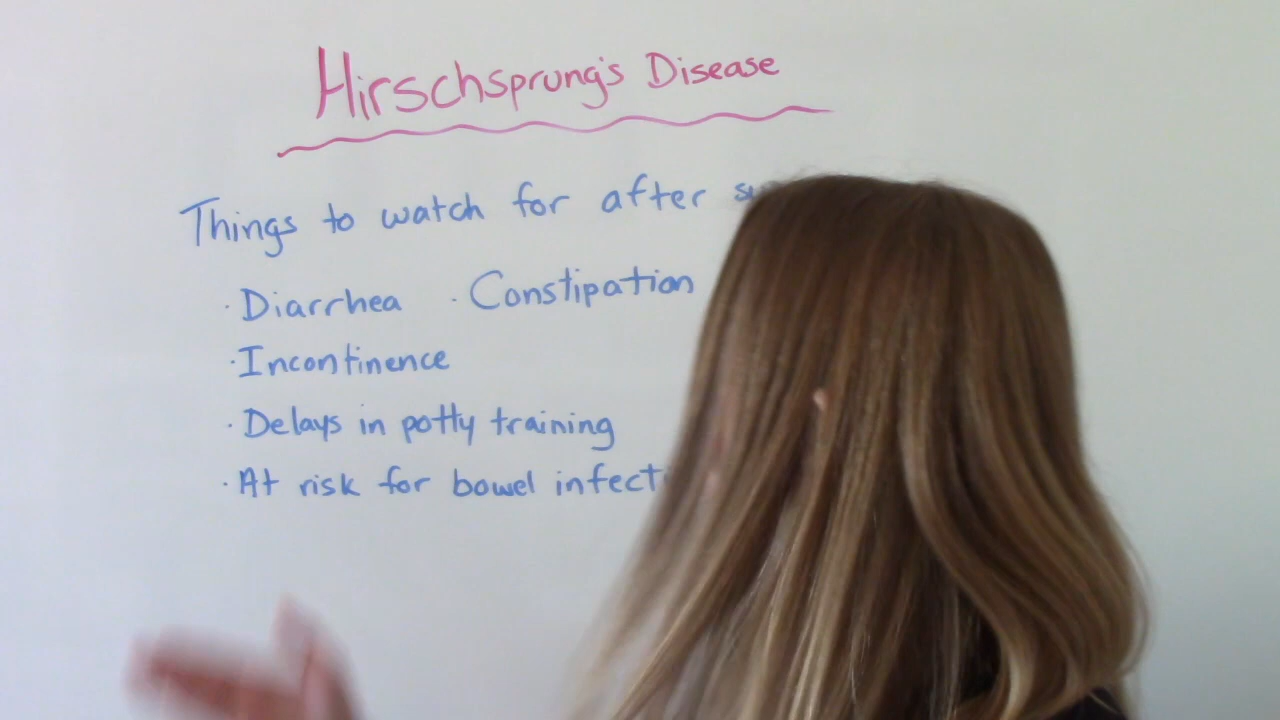 Hirschsprung's Disease
Things to watch for after
· Diarrhea · Constipation
· Incontinence
· Delays in potty training
· At risk for bowel